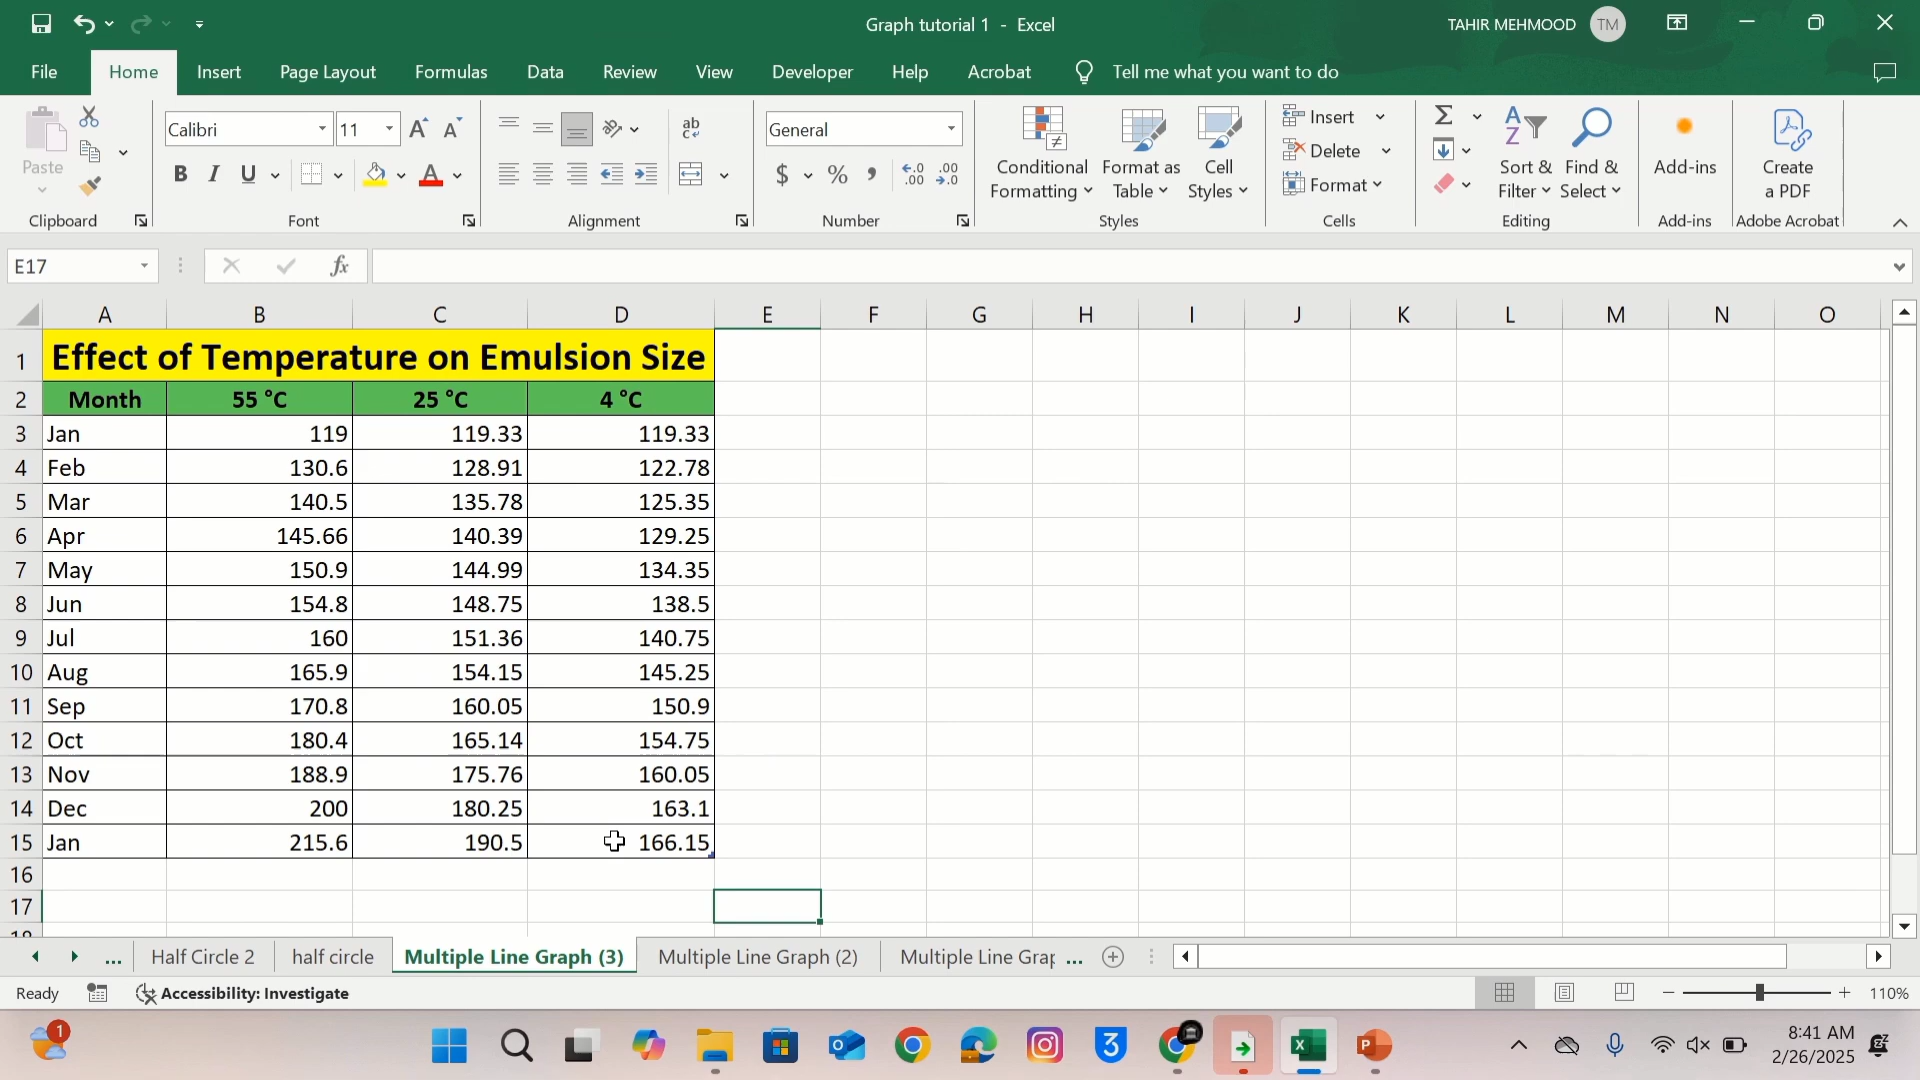 Graph tutorial 1 - Excel
TAHIR MEHMOOD TM
File Home Insert Page Layout Formulas Data Review View Developer Help Acrobat Tell me what you want to do
Paste
Clipboard
Calibri 11
B I U A
Font
ab
Alignment
General
$ % ,
Number
Conditional Formatting
Format as Table
Cell Styles
Styles
Insert
Delete
Format
Cells
Sort & Filter
Find & Select
Editing
Add-ins
Add-ins
Create a PDF
Adobe Acrobat
E17 fx
A B C D E F G H I J K L M N O
1 Effect of Temperature on Emulsion Size
2 Month 55 °C 25 °C 4 °C
3 Jan 119 119.33 119.33
4 Feb 130.6 128.91 122.78
5 Mar 140.5 135.78 125.35
6 Apr 145.66 140.39 129.25
7 May 150.9 144.99 134.35
8 Jun 154.8 148.75 138.5
9 Jul 160 151.36 140.75
10 Aug 165.9 154.15 145.25
11 Sep 170.8 160.05 150.9
12 Oct 180.4 165.14 154.75
13 Nov 188.9 175.76 160.05
14 Dec 200 180.25 163.1
15 Jan 215.6 190.5 166.15
16
17
18
... Half Circle 2 half circle Multiple Line Graph (3) Multiple Line Graph (2) Multiple Line Grap ...
Ready Accessibility: Investigate 110%
1
8:41 AM
2/26/2025